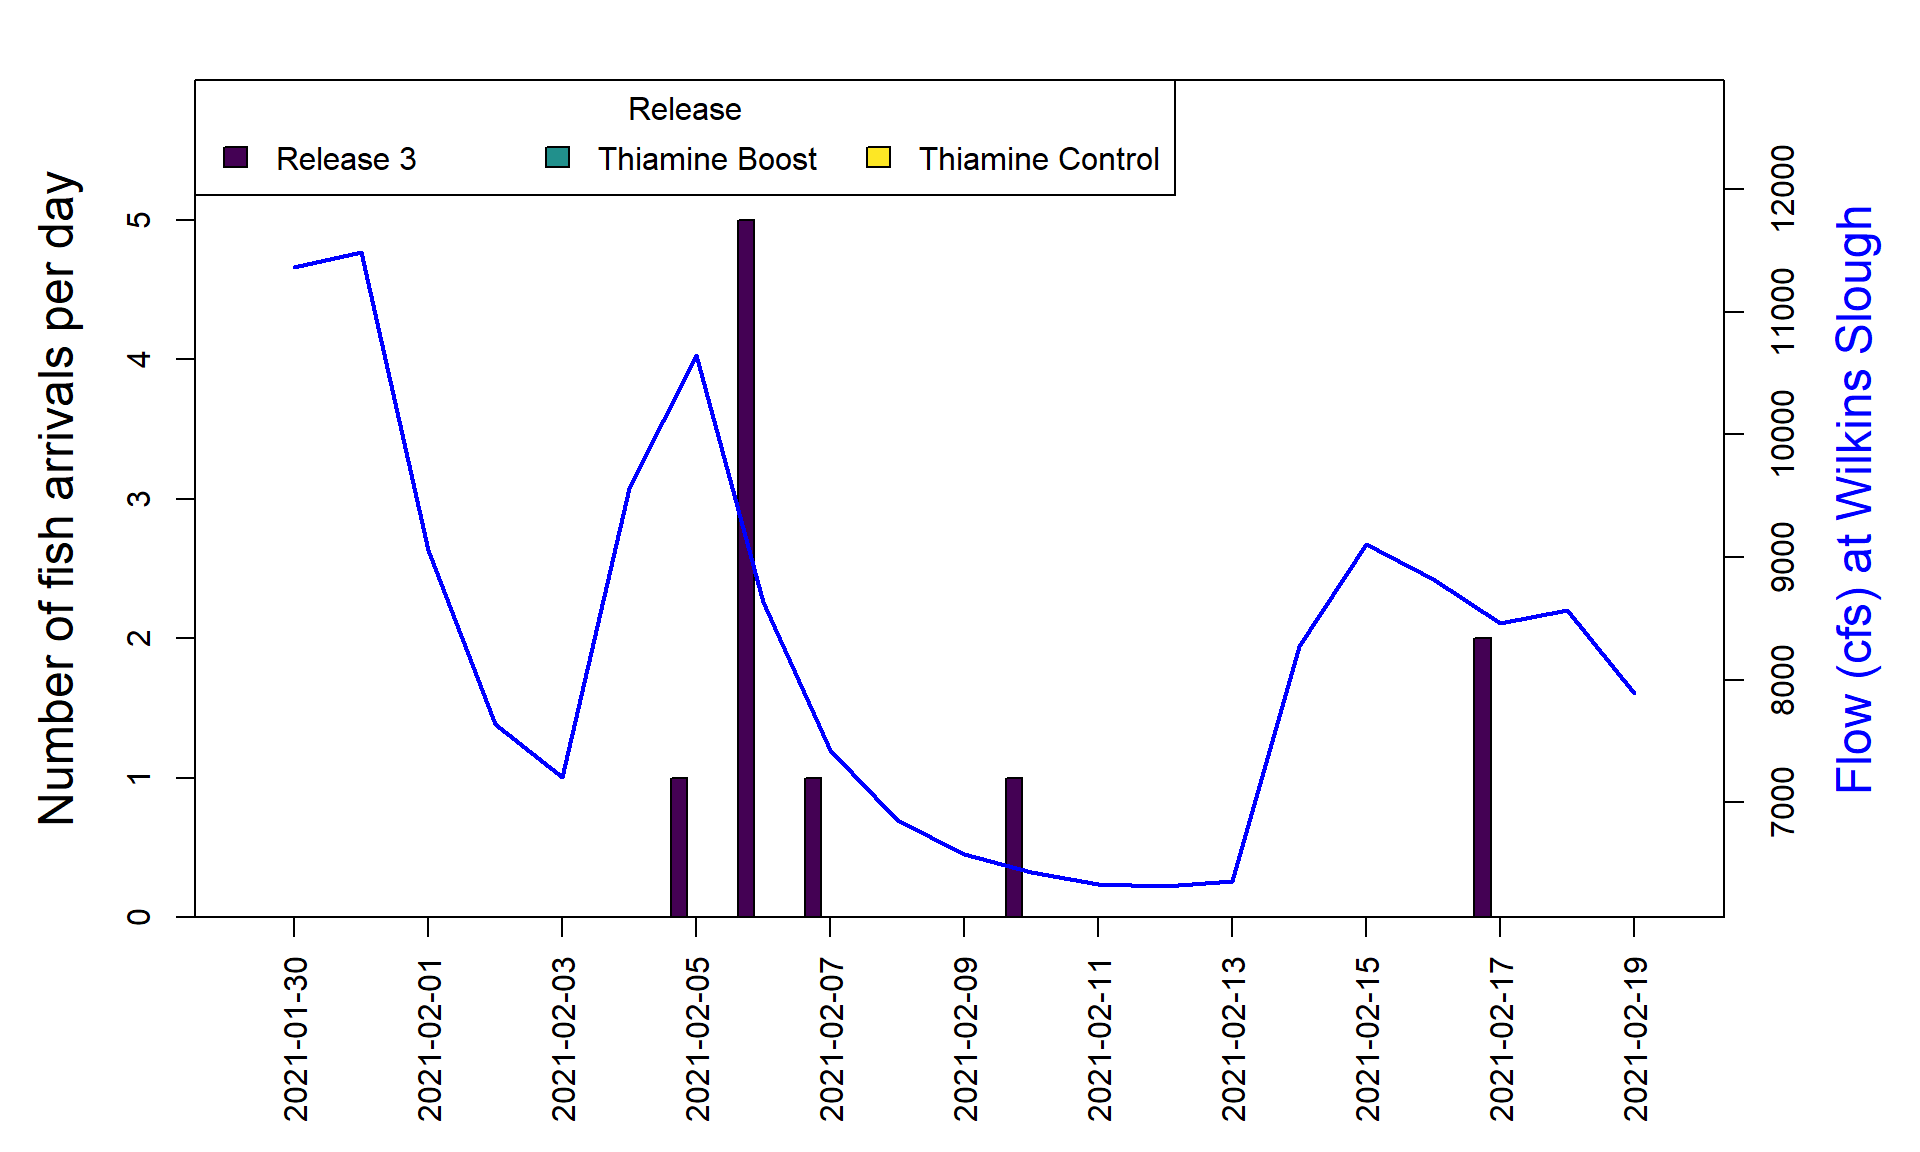 Release
Release 3 Thiamine Boost Thiamine Control
Number of fish arrivals per day
0 1 2 3 4 5
2021-01-30 2021-02-01 2021-02-03 2021-02-05 2021-02-07 2021-02-09 2021-02-11 2021-02-13 2021-02-15 2021-02-17 2021-02-19
7000 8000 9000 10000 11000 12000
Flow (cfs) at Wilkins Slough